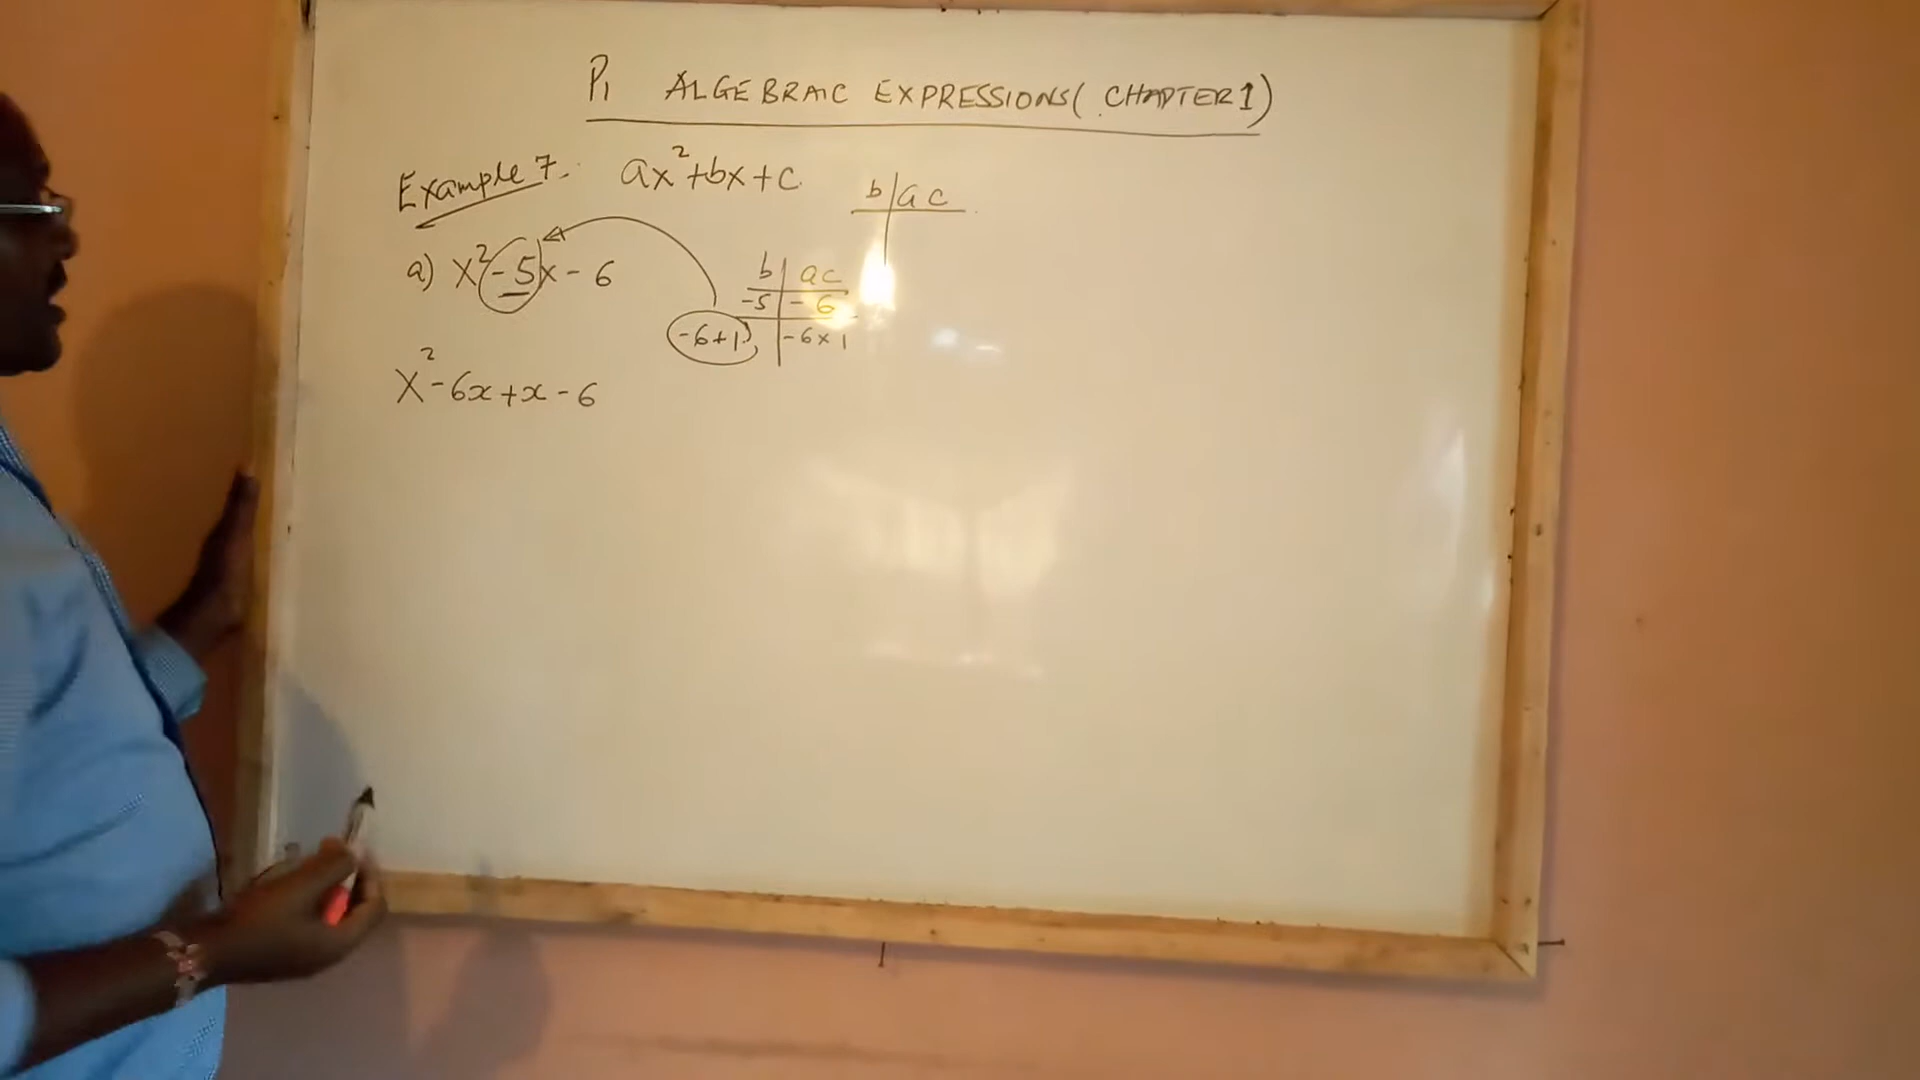 P₁ ALGEBRAIC EXPRESSIONS( CHAPTER 1)
Example 7. ax²+bx+c
b | ac
a) x²-5x-6
b | ac
-5 | -6
-6+1 | -6×1
x²-6x+x-6